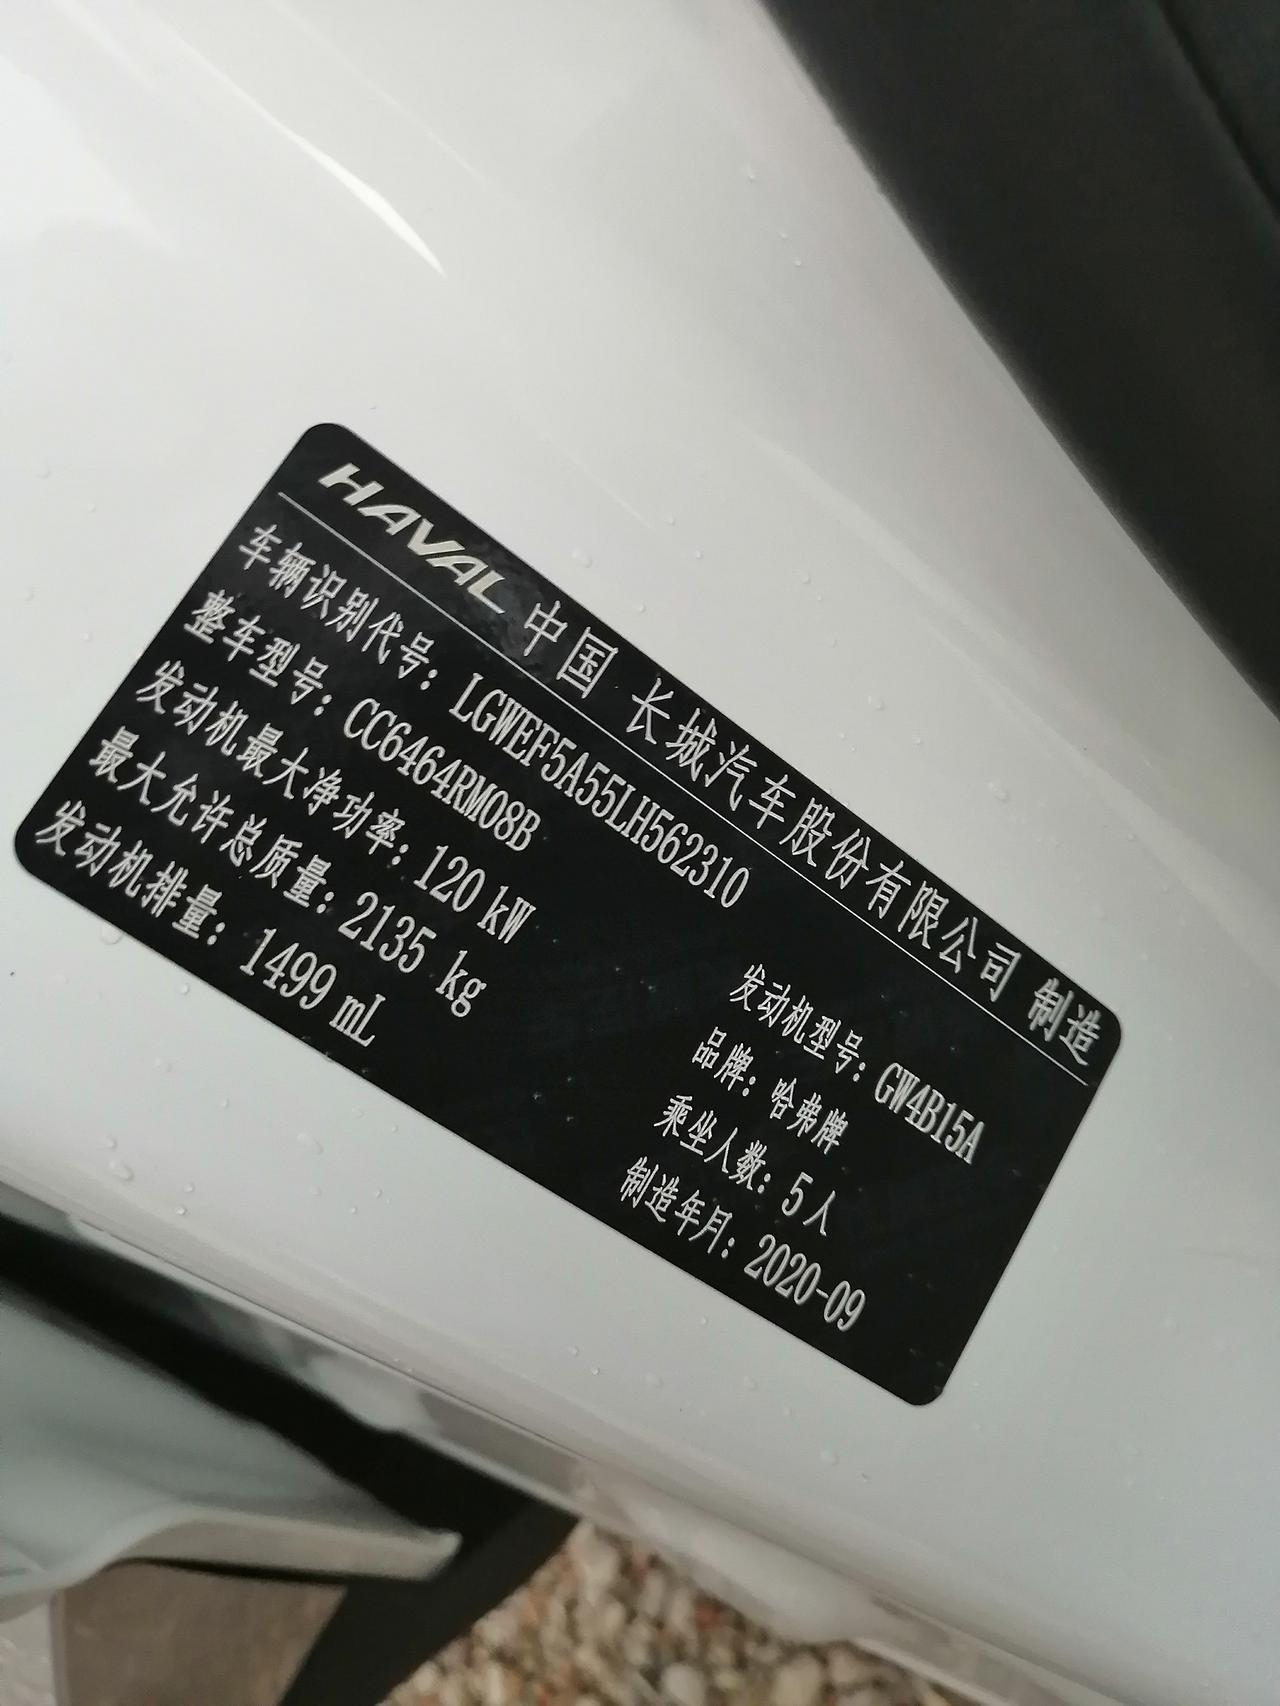 HAVAL 中国 长城汽车股份有限公司 制造
车辆识别代号：LGWEF5A55LH562310
整车型号：CC6464RM08B
发动机最大净功率：120 kW 发动机型号：GW4B15A
最大允许总质量：2135 kg 品牌：哈弗牌
发动机排量：1499 mL 乘坐人数：5人
制造年月：2020-09